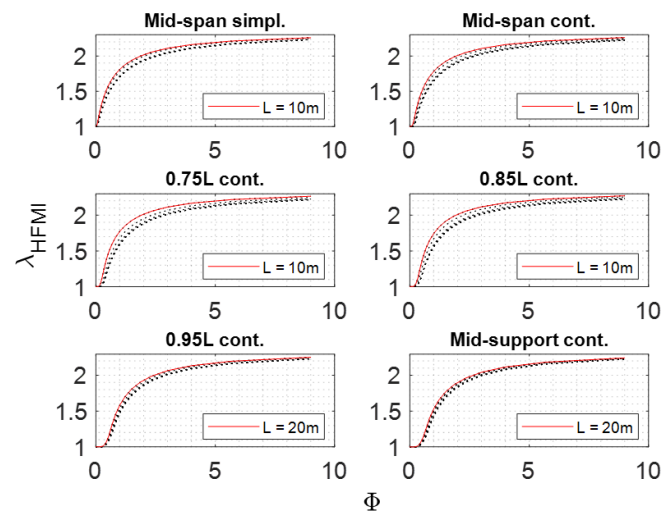 Mid-span simpl.
Mid-span cont.
2
1.5
1
L = 10m
0
5
10
2
1.5
1
L = 10m
0
5
10
0.75L cont.
0.85L cont.
λHFMI
2
1.5
1
L = 10m
0
5
10
2
1.5
1
L = 10m
0
5
10
0.95L cont.
Mid-support cont.
2
1.5
1
L = 20m
0
5
10
2
1.5
1
L = 20m
0
5
10
Φ